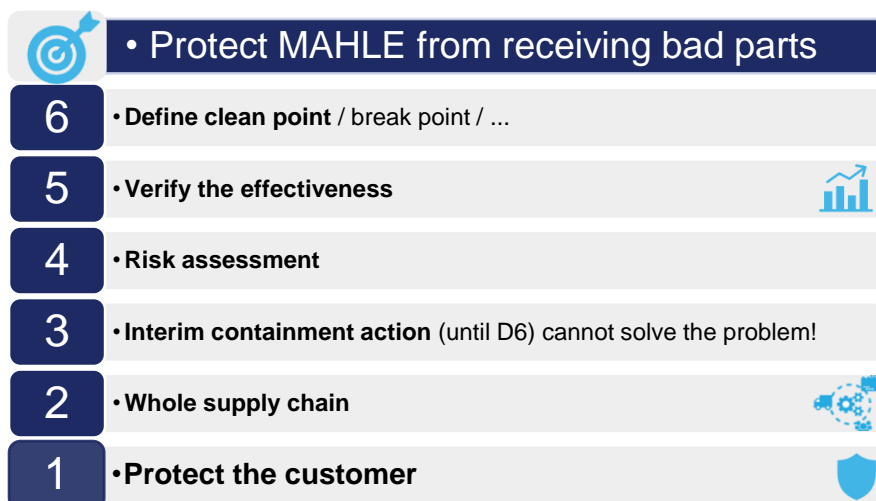 • Protect MAHLE from receiving bad parts
6 • Define clean point / break point / ...
5 • Verify the effectiveness
4 • Risk assessment
3 • Interim containment action (until D6) cannot solve the problem!
2 • Whole supply chain
1 • Protect the customer